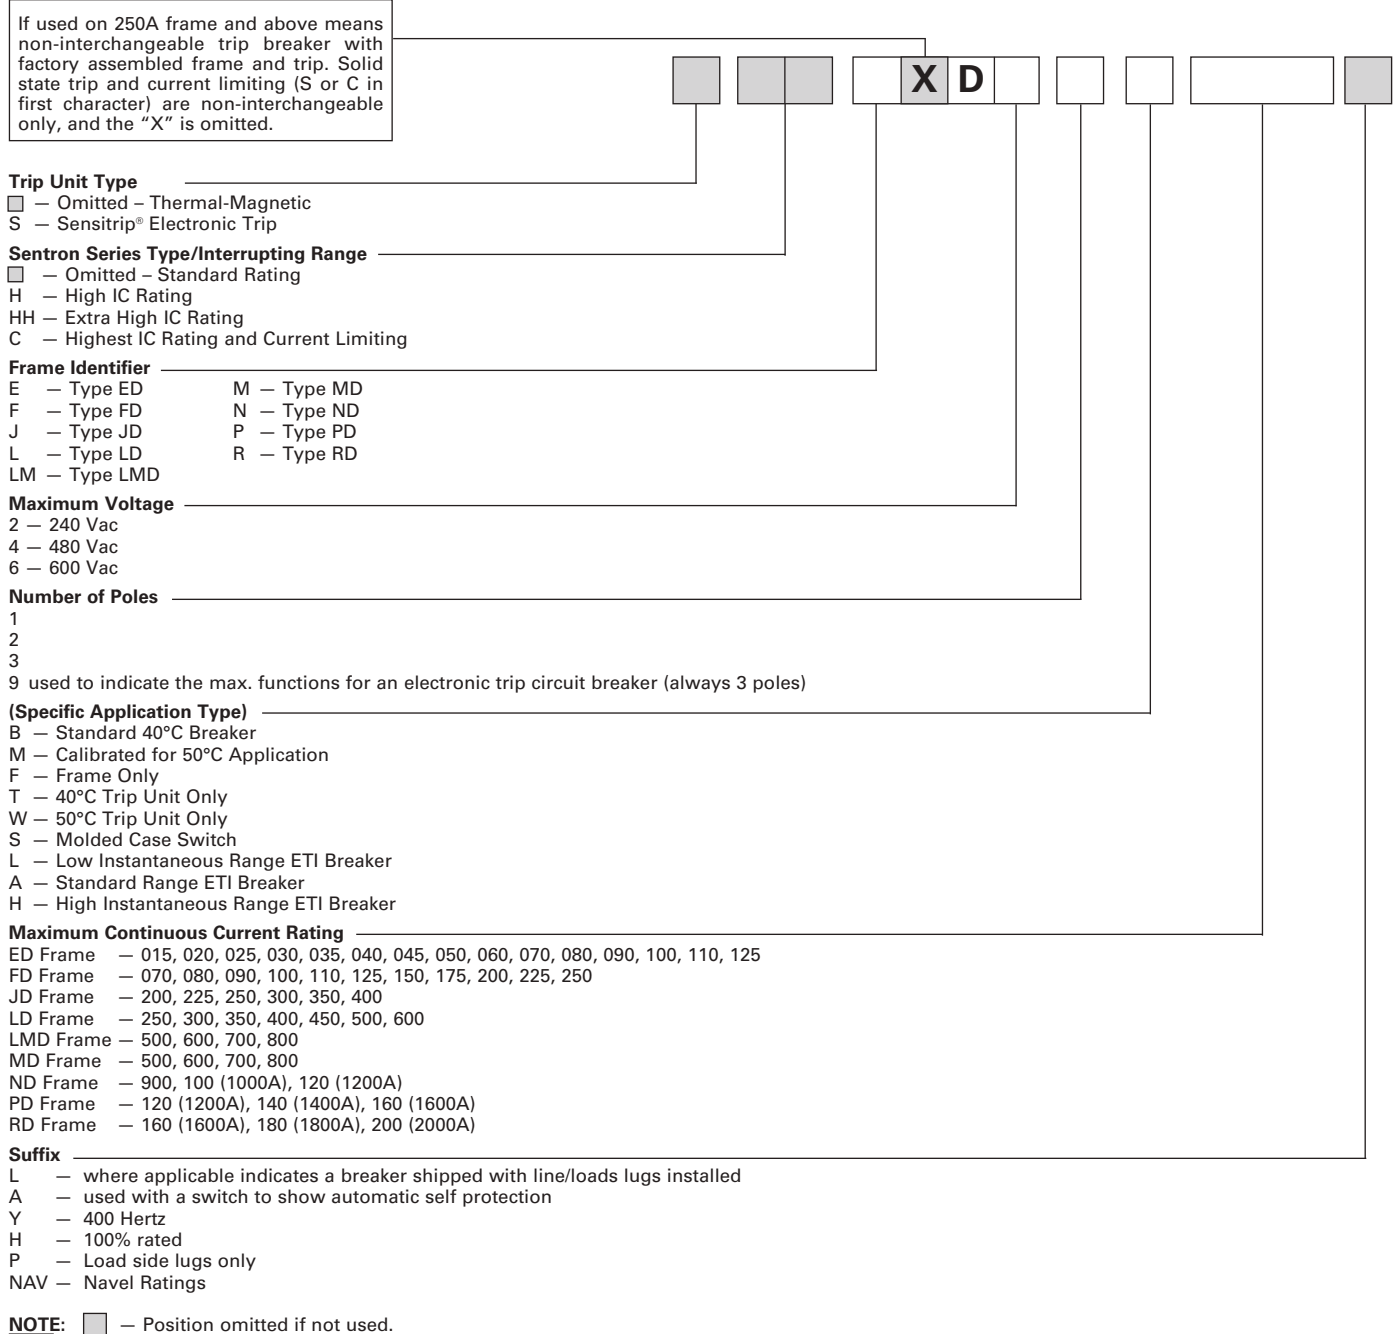 If used on 250A frame and above means
non-interchangeable trip breaker with
factory assembled frame and trip. Solid
state trip and current limiting (S or C in
first character) are non-interchangeable
only, and the “X” is omitted.
X D
Trip Unit Type
— Omitted – Thermal-Magnetic
S — Sensitrip® Electronic Trip
Sentron Series Type/Interrupting Range
— Omitted – Standard Rating
H — High IC Rating
HH — Extra High IC Rating
C — Highest IC Rating and Current Limiting
Frame Identifier
E — Type ED M — Type MD
F — Type FD N — Type ND
J — Type JD P — Type PD
L — Type LD R — Type RD
LM — Type LMD
Maximum Voltage
2 — 240 Vac
4 — 480 Vac
6 — 600 Vac
Number of Poles
1
2
3
9 used to indicate the max. functions for an electronic trip circuit breaker (always 3 poles)
(Specific Application Type)
B — Standard 40°C Breaker
M — Calibrated for 50°C Application
F — Frame Only
T — 40°C Trip Unit Only
W — 50°C Trip Unit Only
S — Molded Case Switch
L — Low Instantaneous Range ETI Breaker
A — Standard Range ETI Breaker
H — High Instantaneous Range ETI Breaker
Maximum Continuous Current Rating
ED Frame — 015, 020, 025, 030, 035, 040, 045, 050, 060, 070, 080, 090, 100, 110, 125
FD Frame — 070, 080, 090, 100, 110, 125, 150, 175, 200, 225, 250
JD Frame — 200, 225, 250, 300, 350, 400
LD Frame — 250, 300, 350, 400, 450, 500, 600
LMD Frame — 500, 600, 700, 800
MD Frame — 500, 600, 700, 800
ND Frame — 900, 100 (1000A), 120 (1200A)
PD Frame — 120 (1200A), 140 (1400A), 160 (1600A)
RD Frame — 160 (1600A), 180 (1800A), 200 (2000A)
Suffix
L — where applicable indicates a breaker shipped with line/loads lugs installed
A — used with a switch to show automatic self protection
Y — 400 Hertz
H — 100% rated
P — Load side lugs only
NAV — Navel Ratings
NOTE: — Position omitted if not used.